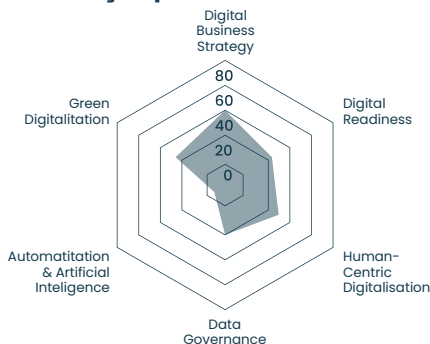 Digital
Business
Strategy
80
60
40
20
0
Digital
Readiness
Human-
Centric
Digitalisation
Data
Governance
Automatitation
& Artificial
Inteligence
Green
Digitalitation